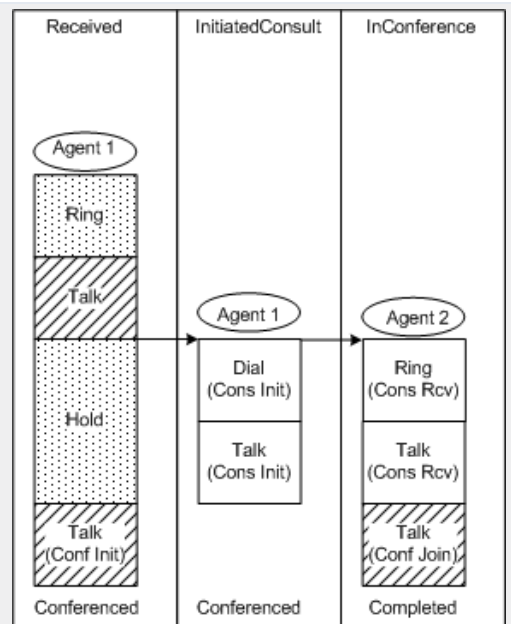 Received
InitiatedConsult
InConference
Agent 1
Ring
Talk
Hold
Talk
(Conf Init)
Conferenced
Agent 1
Dial
(Cons Init)
Talk
(Cons Init)
Conferenced
Agent 2
Ring
(Cons Rcv)
Talk
(Cons Rcv)
Talk
(Conf Join)
Completed